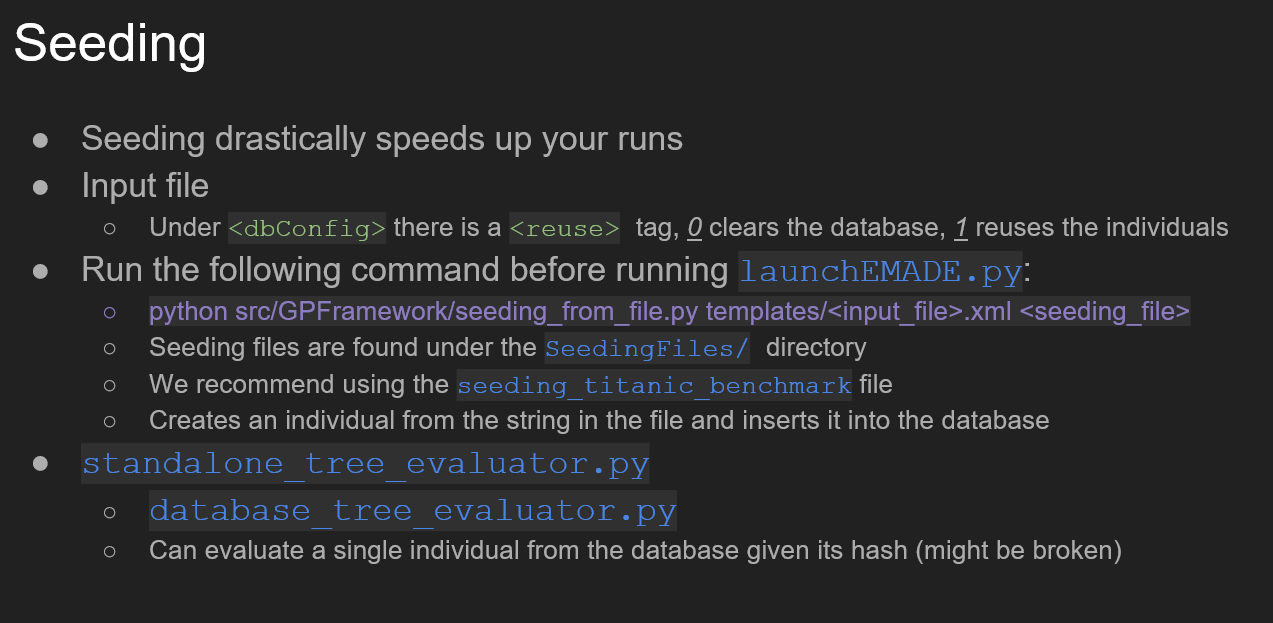 Seeding
● Seeding drastically speeds up your runs
● Input file
○ Under <dbConfig> there is a <reuse> tag, 0 clears the database, 1 reuses the individuals
● Run the following command before running launchEMADE.py:
○ python src/GPFramework/seeding_from_file.py templates/<input_file>.xml <seeding_file>
○ Seeding files are found under the SeedingFiles/ directory
○ We recommend using the seeding_titanic_benchmark file
○ Creates an individual from the string in the file and inserts it into the database
● standalone_tree_evaluator.py
○ database_tree_evaluator.py
○ Can evaluate a single individual from the database given its hash (might be broken)